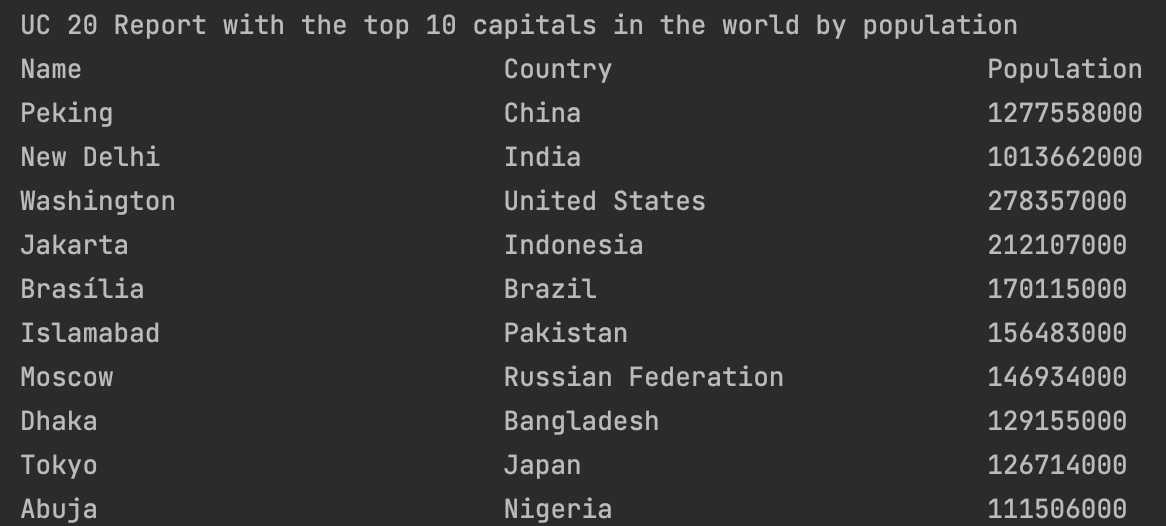 UC 20 Report with the top 10 capitals in the world by population
Name Country Population
Peking China 1277558000
New Delhi India 1013662000
Washington United States 278357000
Jakarta Indonesia 212107000
Brasília Brazil 170115000
Islamabad Pakistan 156483000
Moscow Russian Federation 146934000
Dhaka Bangladesh 129155000
Tokyo Japan 126714000
Abuja Nigeria 111506000